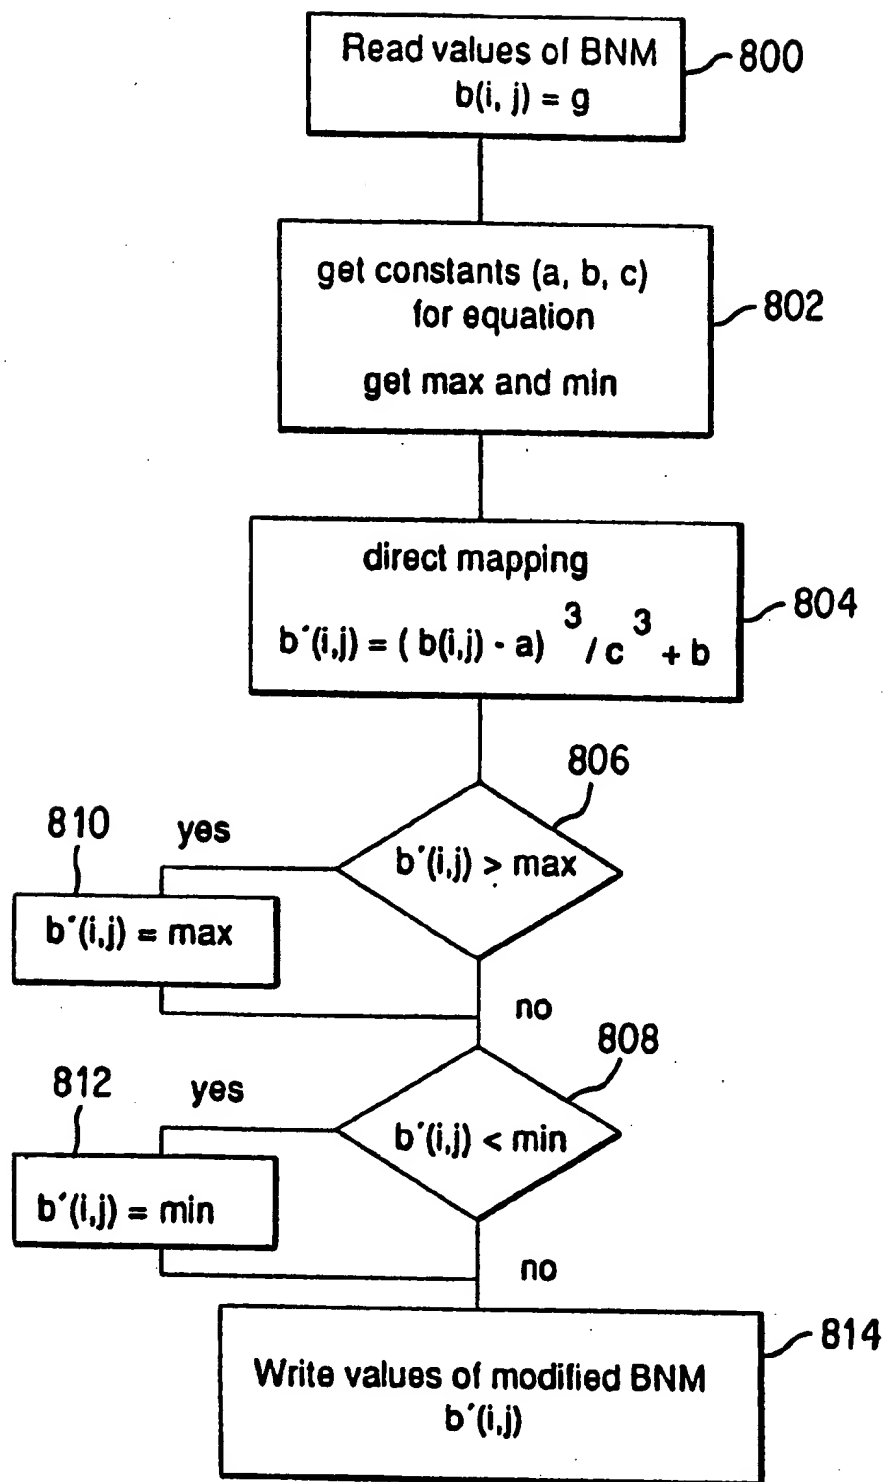 Read values of BNM
b(i, j) = g
800
get constants (a, b, c)
for equation
get max and min
802
direct mapping
b´(i,j) = ( b(i,j) - a) 3 / c 3 + b
804
806
b´(i,j) > max
yes
810
b´(i,j) = max
no
808
b´(i,j) < min
yes
812
b´(i,j) = min
no
Write values of modified BNM
b´(i,j)
814